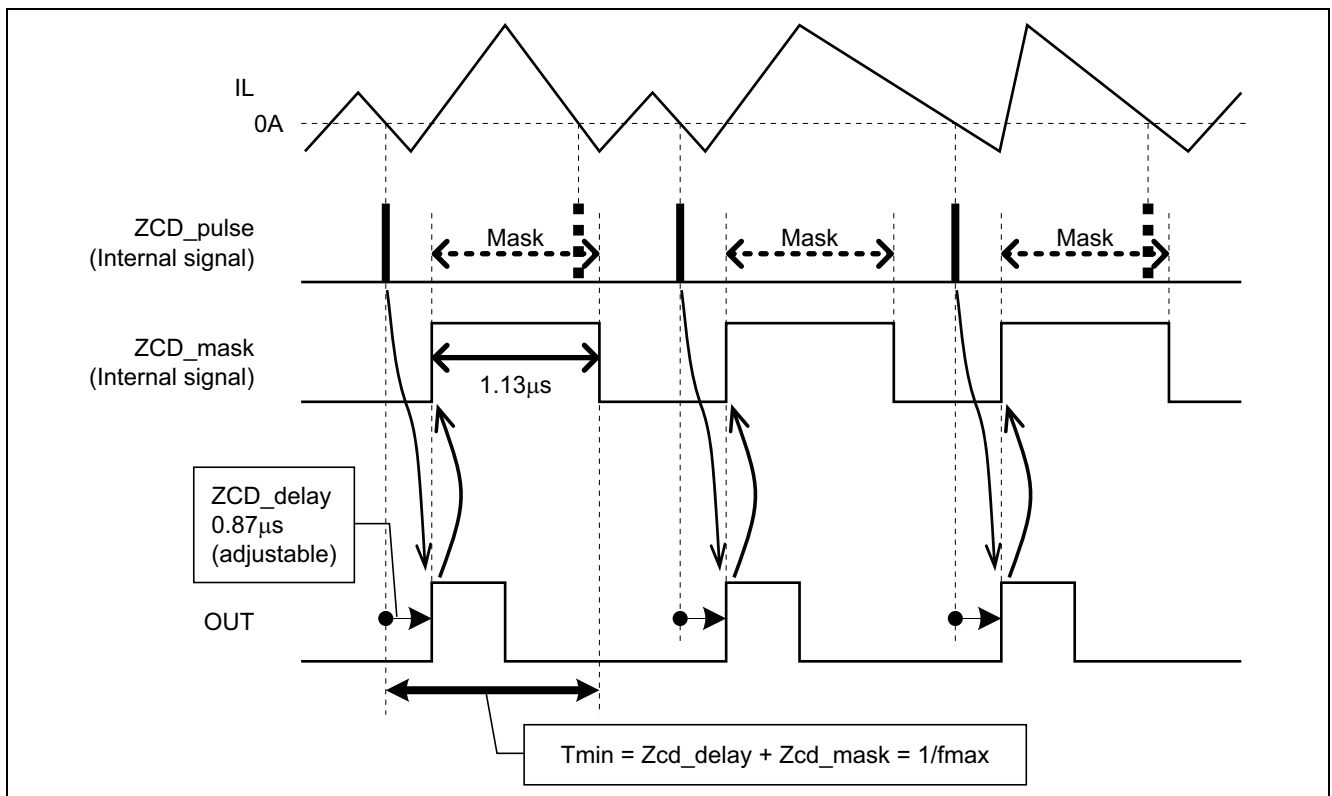 IL
0A
ZCD_pulse
(Internal signal)
Mask
Mask
Mask
ZCD_mask
(Internal signal)
1.13μs
ZCD_delay
0.87μs
(adjustable)
OUT
Tmin = Zcd_delay + Zcd_mask = 1/fmax